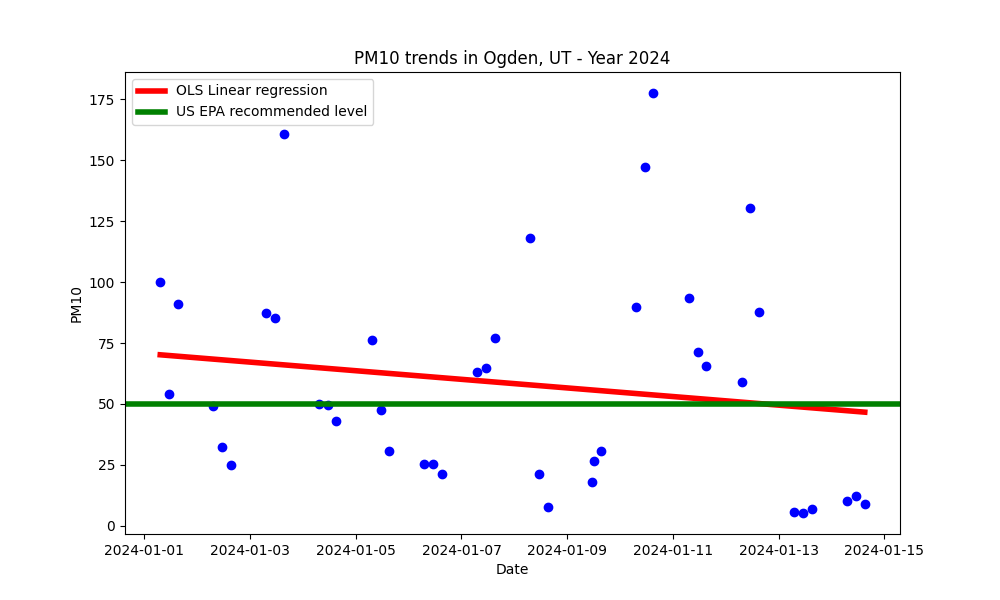 PM10 trends in Ogden, UT - Year 2024
OLS Linear regression
US EPA recommended level
175
150
125
100
75
50
25
0
PM10
2024-01-01 2024-01-03 2024-01-05 2024-01-07 2024-01-09 2024-01-11 2024-01-13 2024-01-15
Date